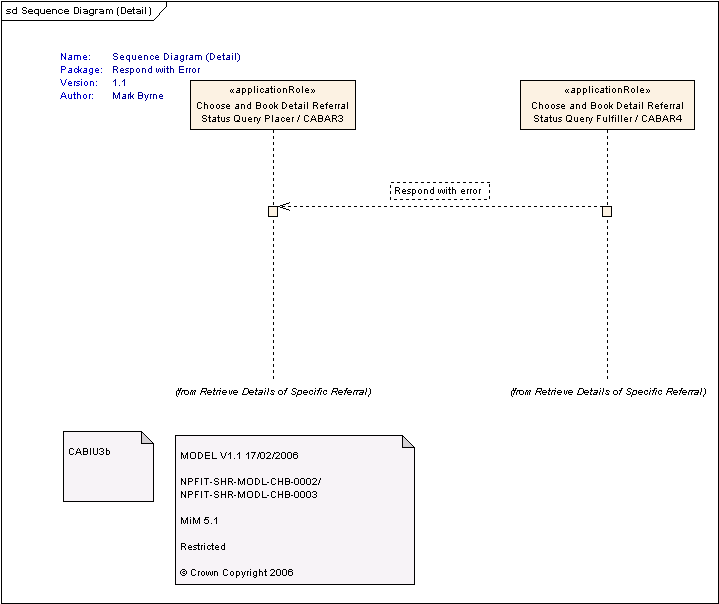 sd Sequence Diagram (Detail)
Name: Sequence Diagram (Detail)
Package: Respond with Error
Version: 1.1
Author: Mark Byrne
«applicationRole»
Choose and Book Detail Referral
Status Query Placer / CABAR3
«applicationRole»
Choose and Book Detail Referral
Status Query Fulfiller / CABAR4
Respond with error
(from Retrieve Details of Specific Referral)
(from Retrieve Details of Specific Referral)
CABIU3b
MODEL V1.1 17/02/2006
NPFIT-SHR-MODL-CHB-0002/
NPFIT-SHR-MODL-CHB-0003
MiM 5.1
Restricted
© Crown Copyright 2006